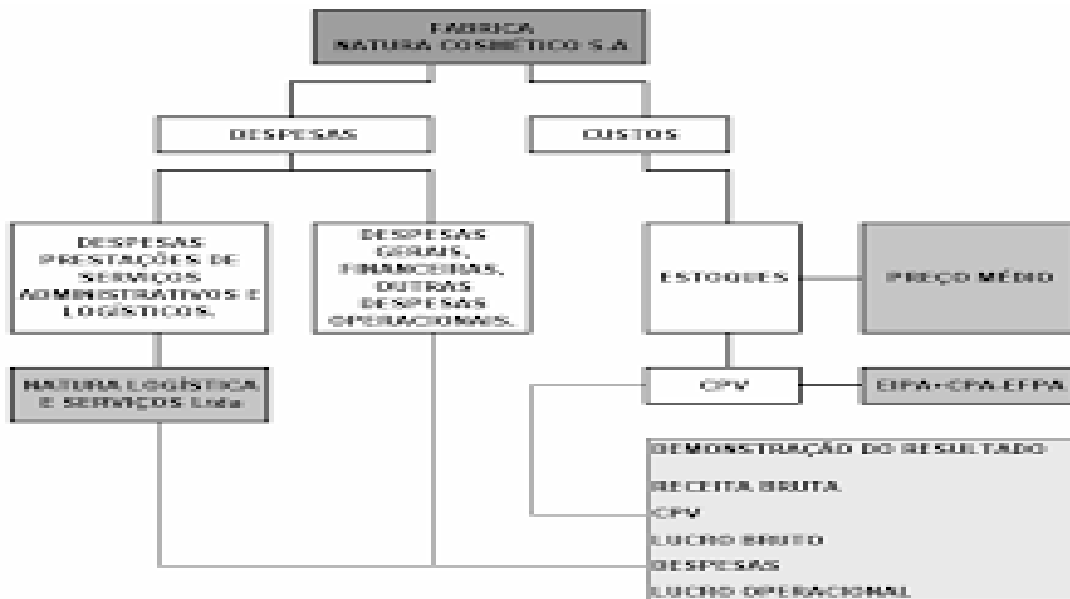 FABRICA
NATURA COSMÉTICO S.A
DESPESAS
CUSTOS
DESPESAS
PRESTAÇÕES DE
SERVIÇOS
ADMINISTRATIVOS E
LOGÍSTICOS.
DESPESAS
GERAIS,
FINANCEIRAS,
OUTRAS
DESPESAS
OPERACIONAIS.
ESTOQUES
PREÇO MÉDIO
NATURA LOGÍSTICA
E SERVIÇOS Ltda
CPV
EIPA+CPA-EFPA
DEMONSTRAÇÃO DO RESULTADO
RECEITA BRUTA
CPV
LUCRO BRUTO
DESPESAS
LUCRO OPERACIONAL